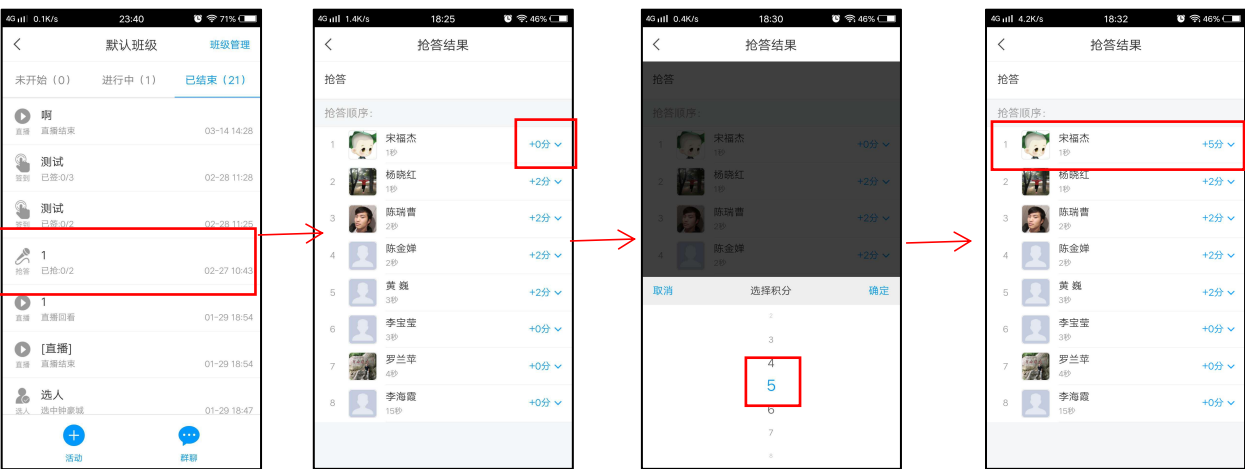 4G 0.1K/s 23:40 71%
默认班级 班级管理
未开始（0） 进行中（1） 已结束（21）
啊
直播 直播结束 03-14 14:28
测试
签到 已签:0/3 02-28 11:28
测试
签到 已签:0/2 02-28 11:25
1
抢答 已抢:0/2 02-27 10:43
1
直播 直播回看 01-29 18:54
[直播]
直播 直播结束 01-29 18:54
选人
选人 选中钟豪城 01-29 18:47
活动 群聊
4G 1.4K/s 18:25 46%
抢答结果
抢答
抢答顺序:
1 宋福杰 +0分
1秒
2 杨晓红 +2分
1秒
3 陈瑞曹 +2分
2秒
4 陈金婵 +2分
2秒
5 黄巍 +2分
3秒
6 李宝莹 +0分
3秒
7 罗兰苹 +0分
4秒
8 李海霞 +0分
15秒
4G 0.4K/s 18:30 46%
抢答结果
抢答
抢答顺序:
1 宋福杰 +0分
1秒
2 杨晓红 +2分
1秒
3 陈瑞曹 +2分
2秒
4 陈金婵 +2分
2秒
取消 选择积分 确定
2
3
4
5
6
7
8
4G 4.2K/s 18:32 46%
抢答结果
抢答
抢答顺序:
1 宋福杰 +5分
1秒
2 杨晓红 +2分
1秒
3 陈瑞曹 +2分
2秒
4 陈金婵 +2分
2秒
5 黄巍 +2分
3秒
6 李宝莹 +0分
3秒
7 罗兰苹 +0分
4秒
8 李海霞 +0分
15秒